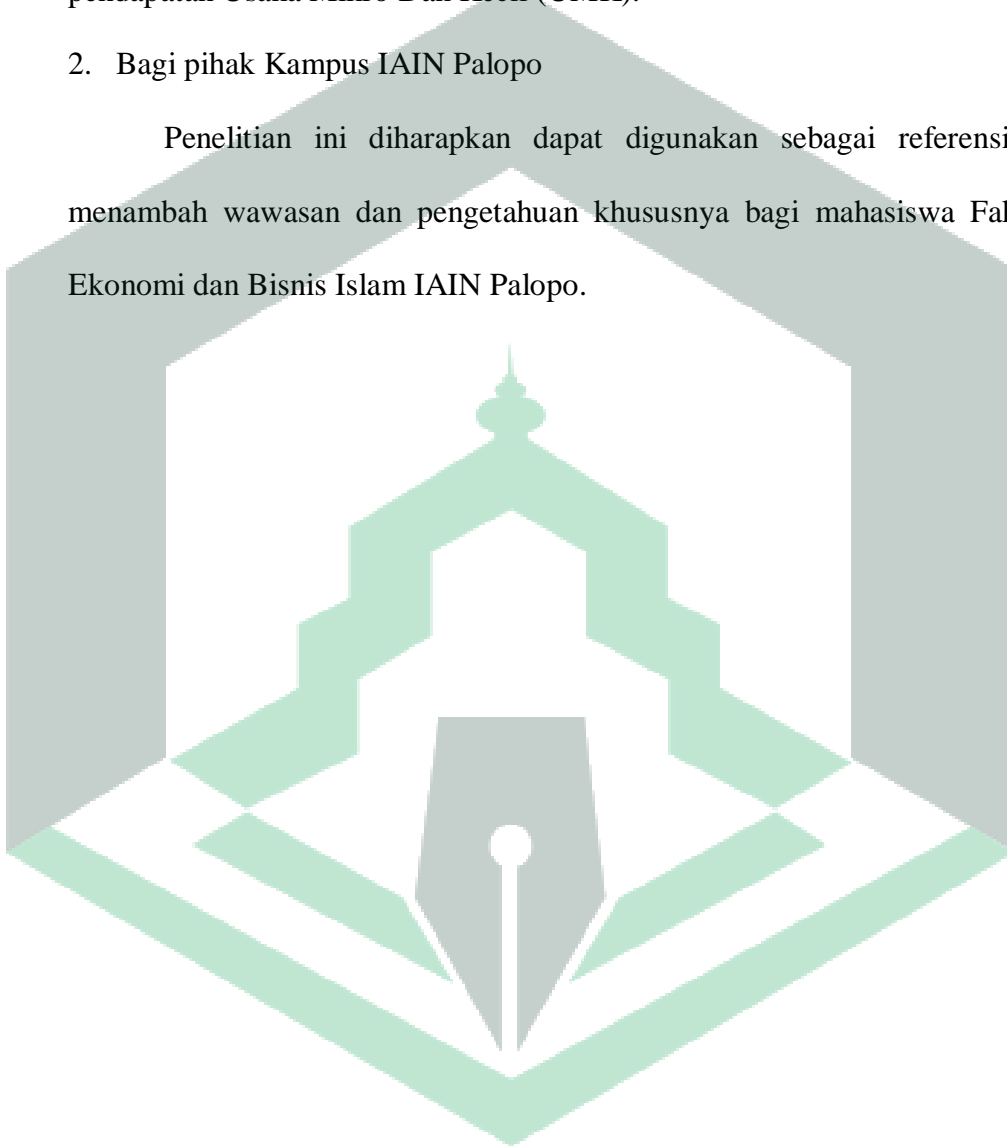 2. Bagi pihak Kampus IAIN Palopo
Penelitian ini diharapkan dapat digunakan sebagai referensi
menambah wawasan dan pengetahuan khususnya bagi mahasiswa
Ekonomi dan Bisnis Islam IAIN Palopo.